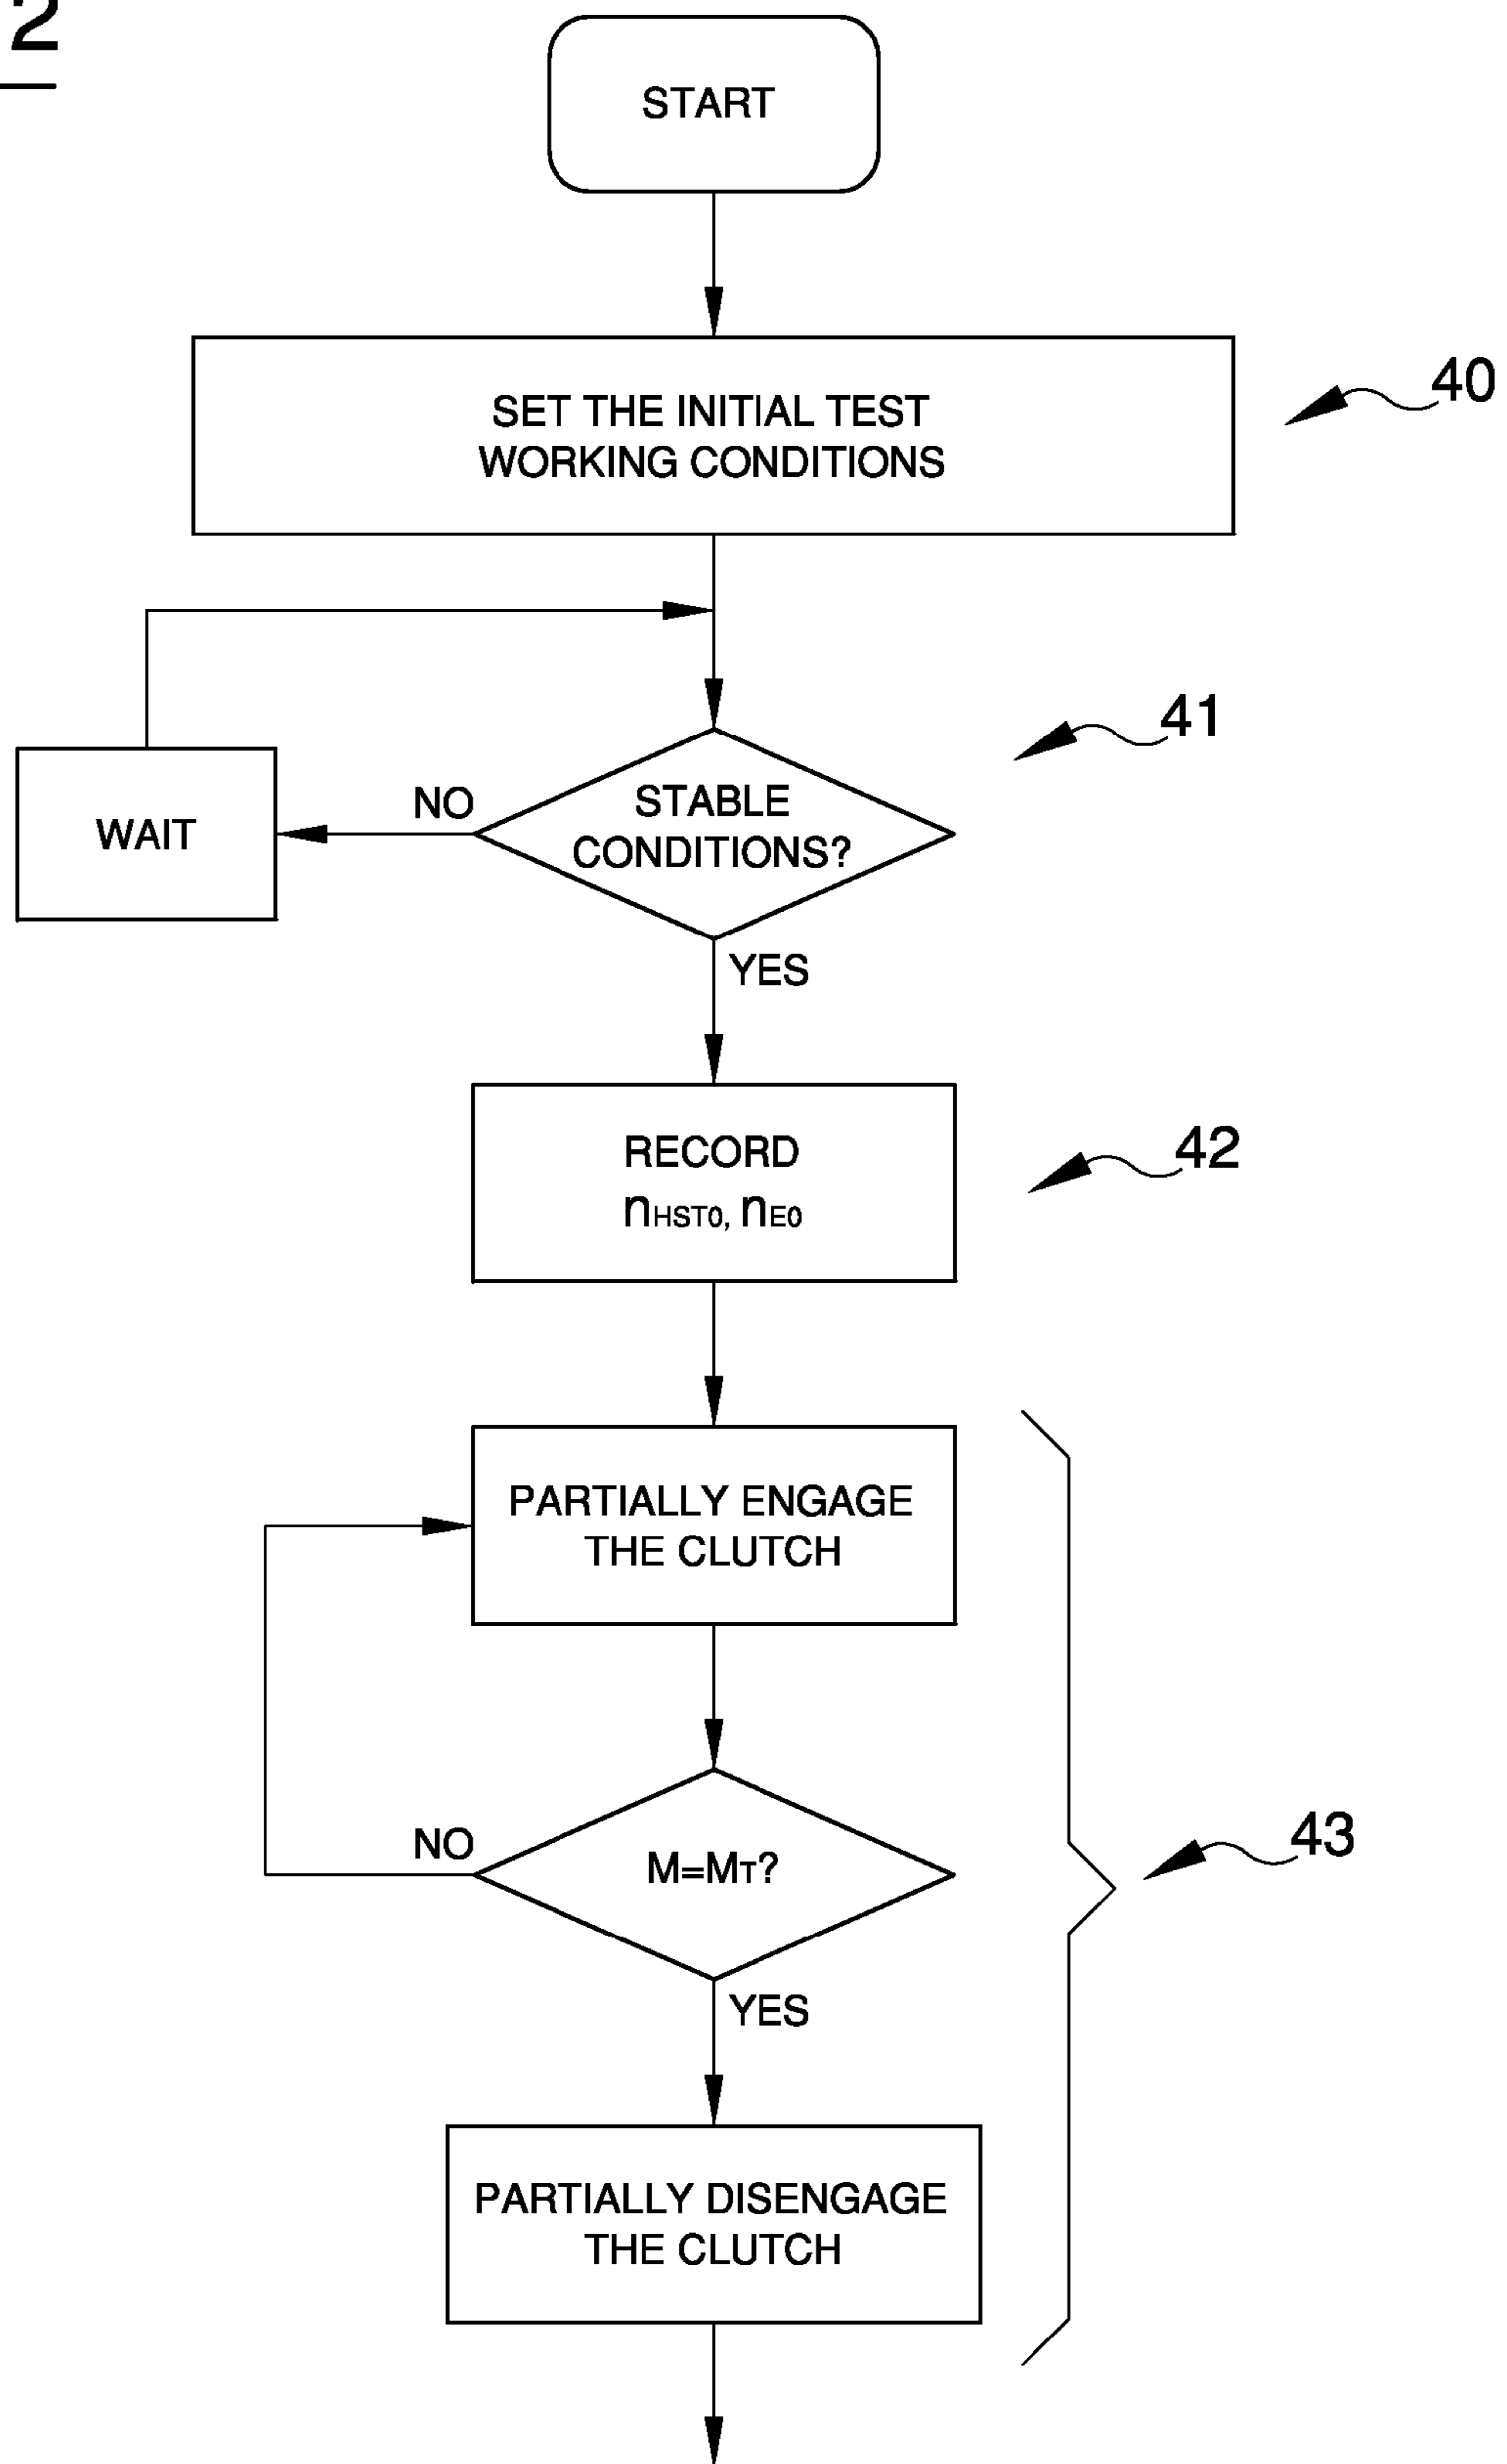 2
START
SET THE INITIAL TEST
WORKING CONDITIONS
40
41
STABLE
CONDITIONS?
NO
WAIT
YES
RECORD
nHST0, nE0
42
PARTIALLY ENGAGE
THE CLUTCH
43
NO
M=MT?
YES
PARTIALLY DISENGAGE
THE CLUTCH